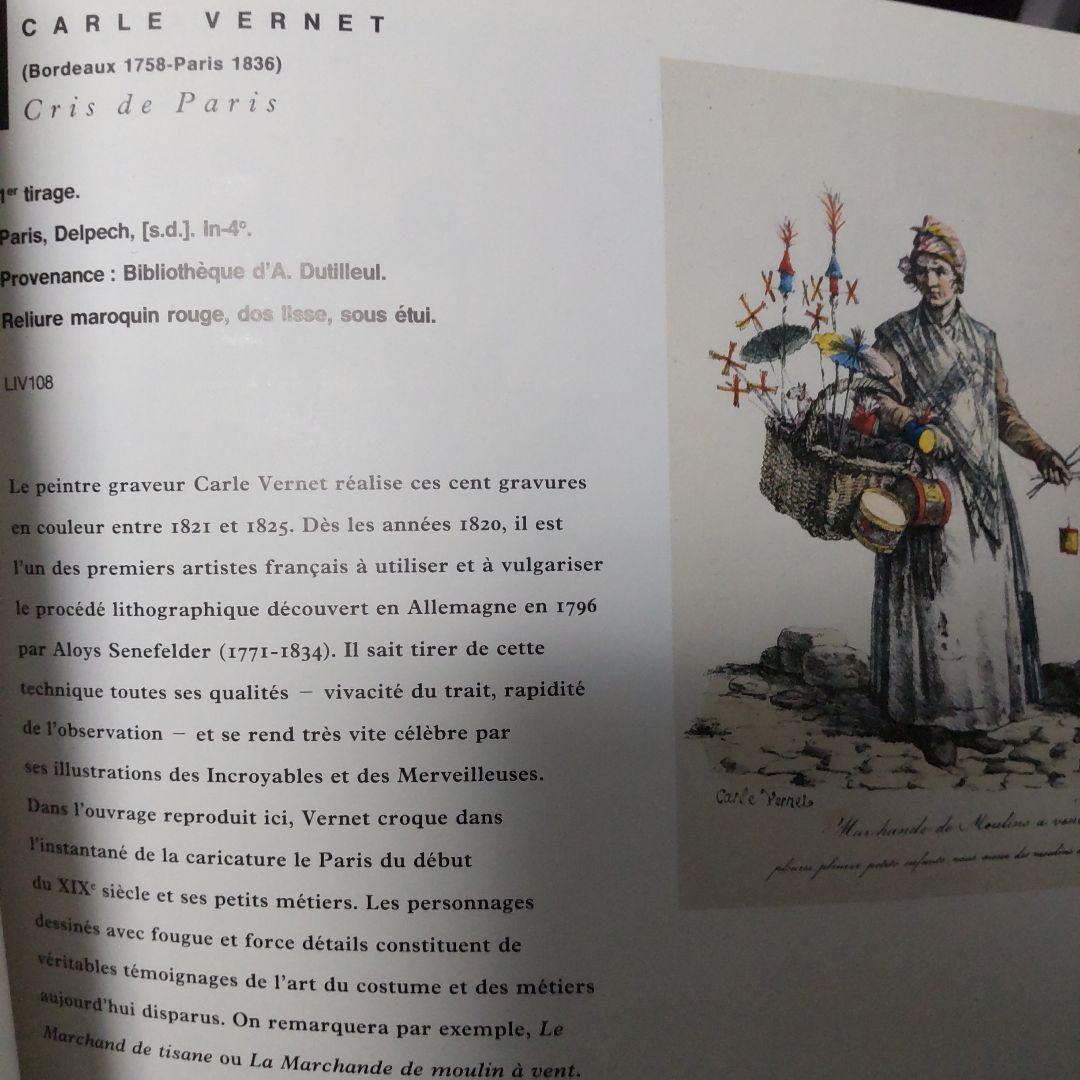 CARLE VERNET
(Bordeaux 1758-Paris 1836)
Cris de Paris
1er tirage.
Paris, Delpech, [s.d.]. In-4°.
Provenance : Bibliothèque d'A. Dutilleul.
Reliure maroquin rouge, dos lisse, sous étui.
LIV108
Le peintre graveur Carle Vernet réalise ces cent gravures
en couleur entre 1821 et 1825. Dès les années 1820, il est
l'un des premiers artistes français à utiliser et à vulgariser
le procédé lithographique découvert en Allemagne en 1796
par Aloys Senefelder (1771-1834). Il sait tirer de cette
technique toutes ses qualités – vivacité du trait, rapidité
de l'observation – et se rend très vite célèbre par
ses illustrations des Incroyables et des Merveilleuses.
Dans l'ouvrage reproduit ici, Vernet croque dans
l'instantané de la caricature le Paris du début
du XIXe siècle et ses petits métiers. Les personnages
dessinés avec fougue et force détails constituent de
véritables témoignages de l'art du costume et des métiers
aujourd'hui disparus. On remarquera par exemple, Le
Marchand de tisane ou La Marchande de moulin à vent.
Carle Vernet
Marchande de Moulins a
petits enfants, des moulins